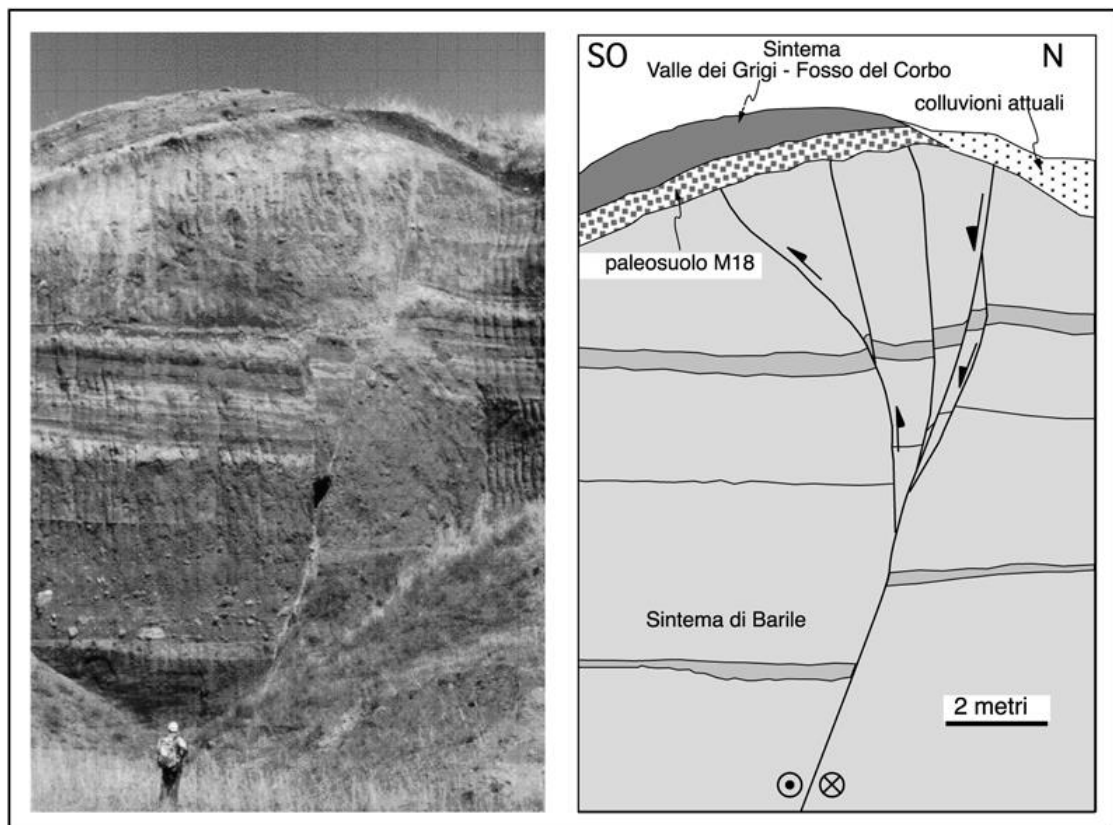 SO
N
Sintema
Valle dei Grigi - Fosso del Corbo
colluvioni attuali
paleosuolo M18
Sintema di Barile
2 metri